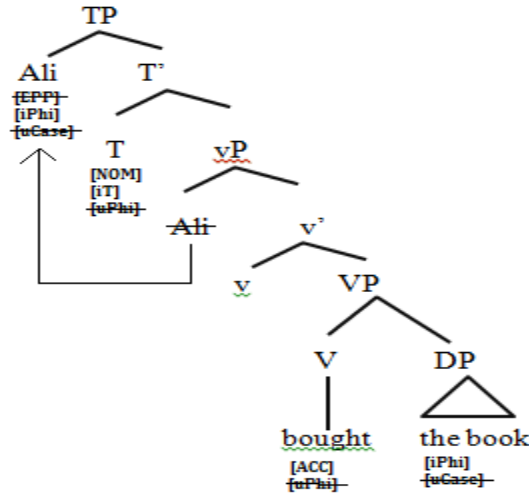 TP
Ali T’
[EPP]
[iPhi]
[uCase]
T vP
[NOM]
[iT]
[uPhi]
Ali v’
v VP
V DP
bought the book
[ACC] [iPhi]
[uPhi] [uCase]